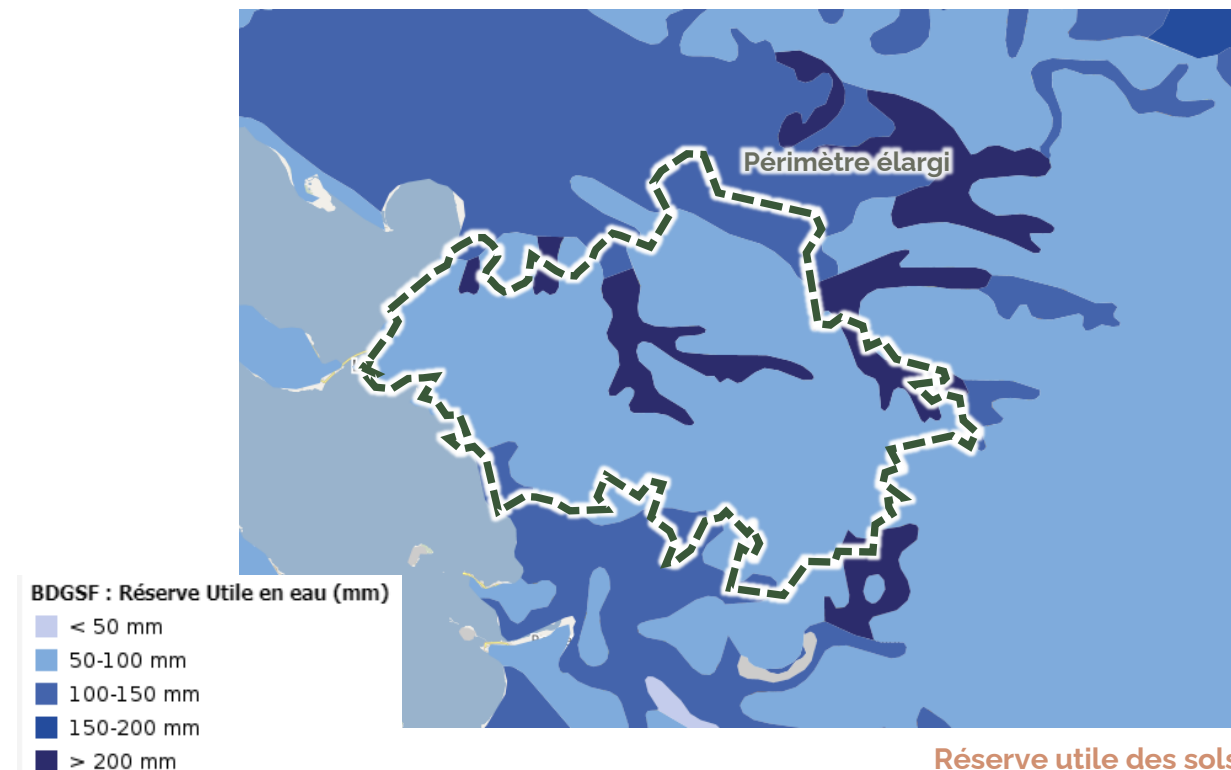 Périmètre élargi
BDGSF : Réserve Utile en eau (mm)
< 50 mm
50-100 mm
100-150 mm
150-200 mm
> 200 mm
Réserve utile des sols